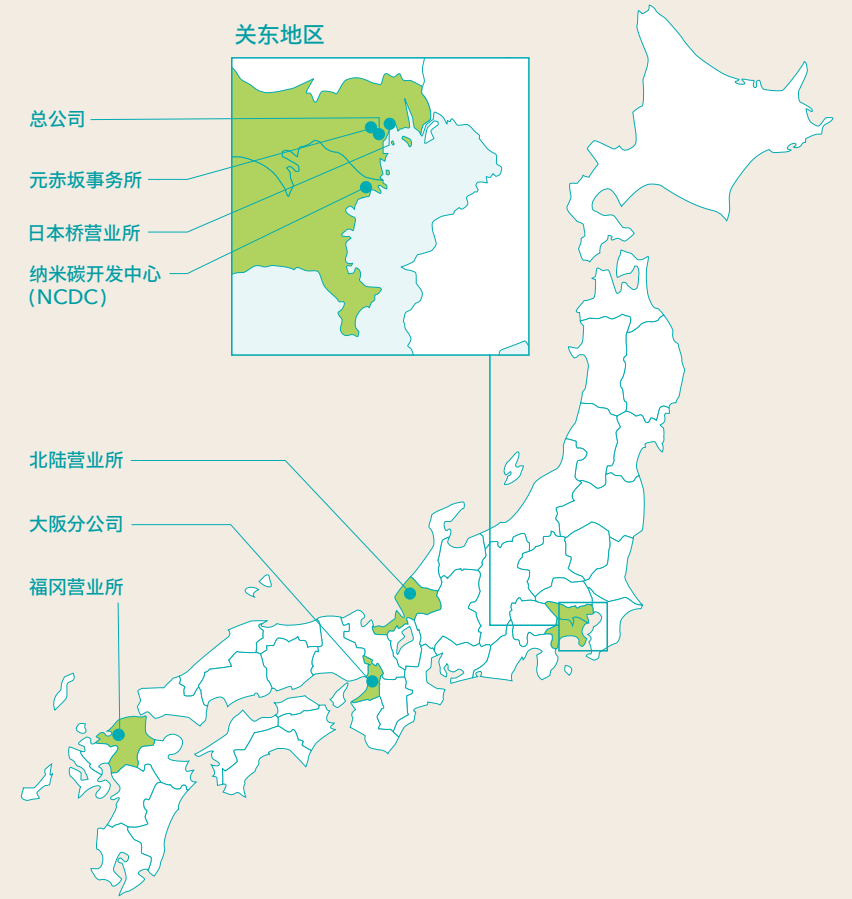 关东地区
总公司
元赤坂事务所
日本桥营业所
纳米碳开发中心
(NCDC)
北陆营业所
大阪分公司
福冈营业所